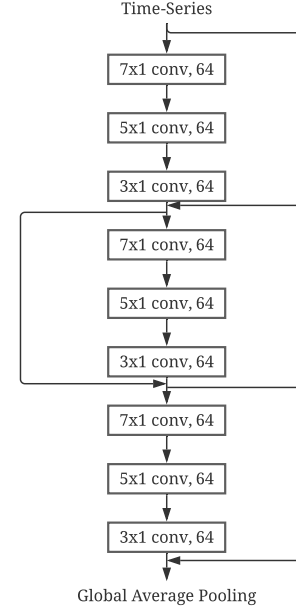 Time-Series
7x1 conv, 64
5x1 conv, 64
3x1 conv, 64
7x1 conv, 64
5x1 conv, 64
3x1 conv, 64
7x1 conv, 64
5x1 conv, 64
3x1 conv, 64
Global Average Pooling